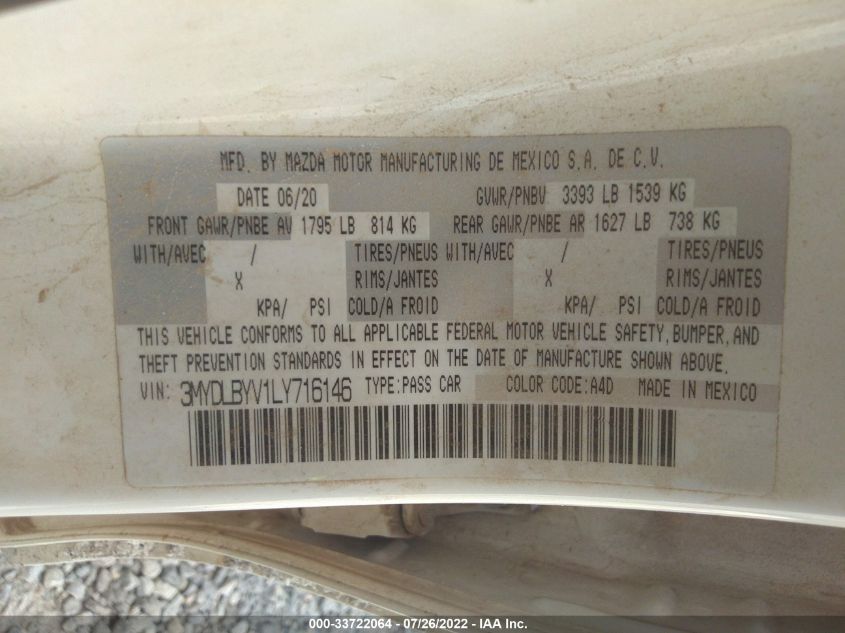 MFD. BY MAZDA MOTOR MANUFACTURING DE MEXICO S.A. DE C.V.
DATE 06/20 GVWR/PNBV 3393 LB 1539 KG
FRONT GAWR/PNBE AV 1795 LB 814 KG REAR GAWR/PNBE AR 1627 LB 738 KG
WITH/AVEC / TIRES/PNEUS WITH/AVEC / TIRES/PNEUS
X RIMS/JANTES X RIMS/JANTES
KPA/ PSI COLD/A FROID KPA/ PSI COLD/A FROID
THIS VEHICLE CONFORMS TO ALL APPLICABLE FEDERAL MOTOR VEHICLE SAFETY, BUMPER, AND
THEFT PREVENTION STANDARDS IN EFFECT ON THE DATE OF MANUFACTURE SHOWN ABOVE.
VIN: 3MYDLBYV1LY716146 TYPE:PASS CAR COLOR CODE:A4D MADE IN MEXICO
000-33722064 - 07/26/2022 - IAA Inc.